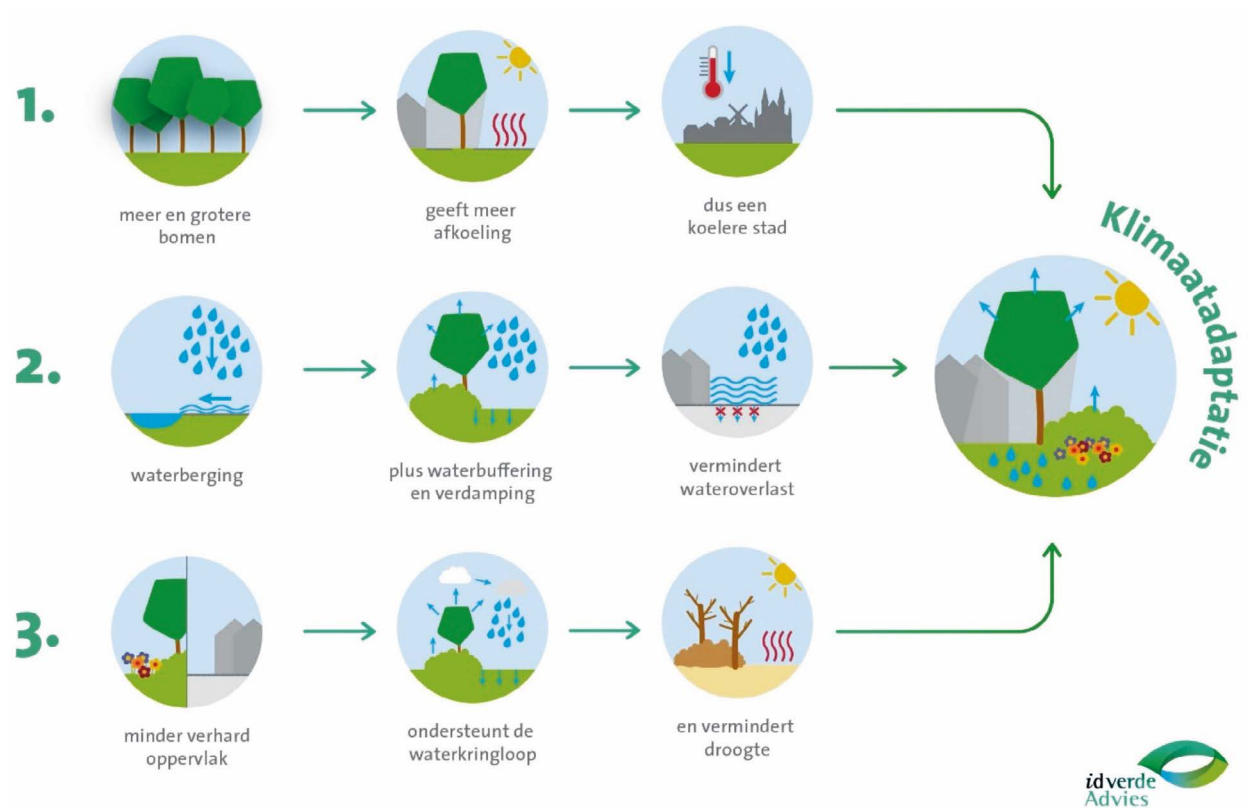 1.
meer en grotere
bomen
geeft meer
afkoeling
dus een
koelere stad
Klimaatadaptatie
2.
waterberging
plus waterbuffering
en verdamping
vermindert
wateroverlast
3.
minder verhard
oppervlak
ondersteunt de
waterkringloop
en vermindert
droogte
idverde
Advies